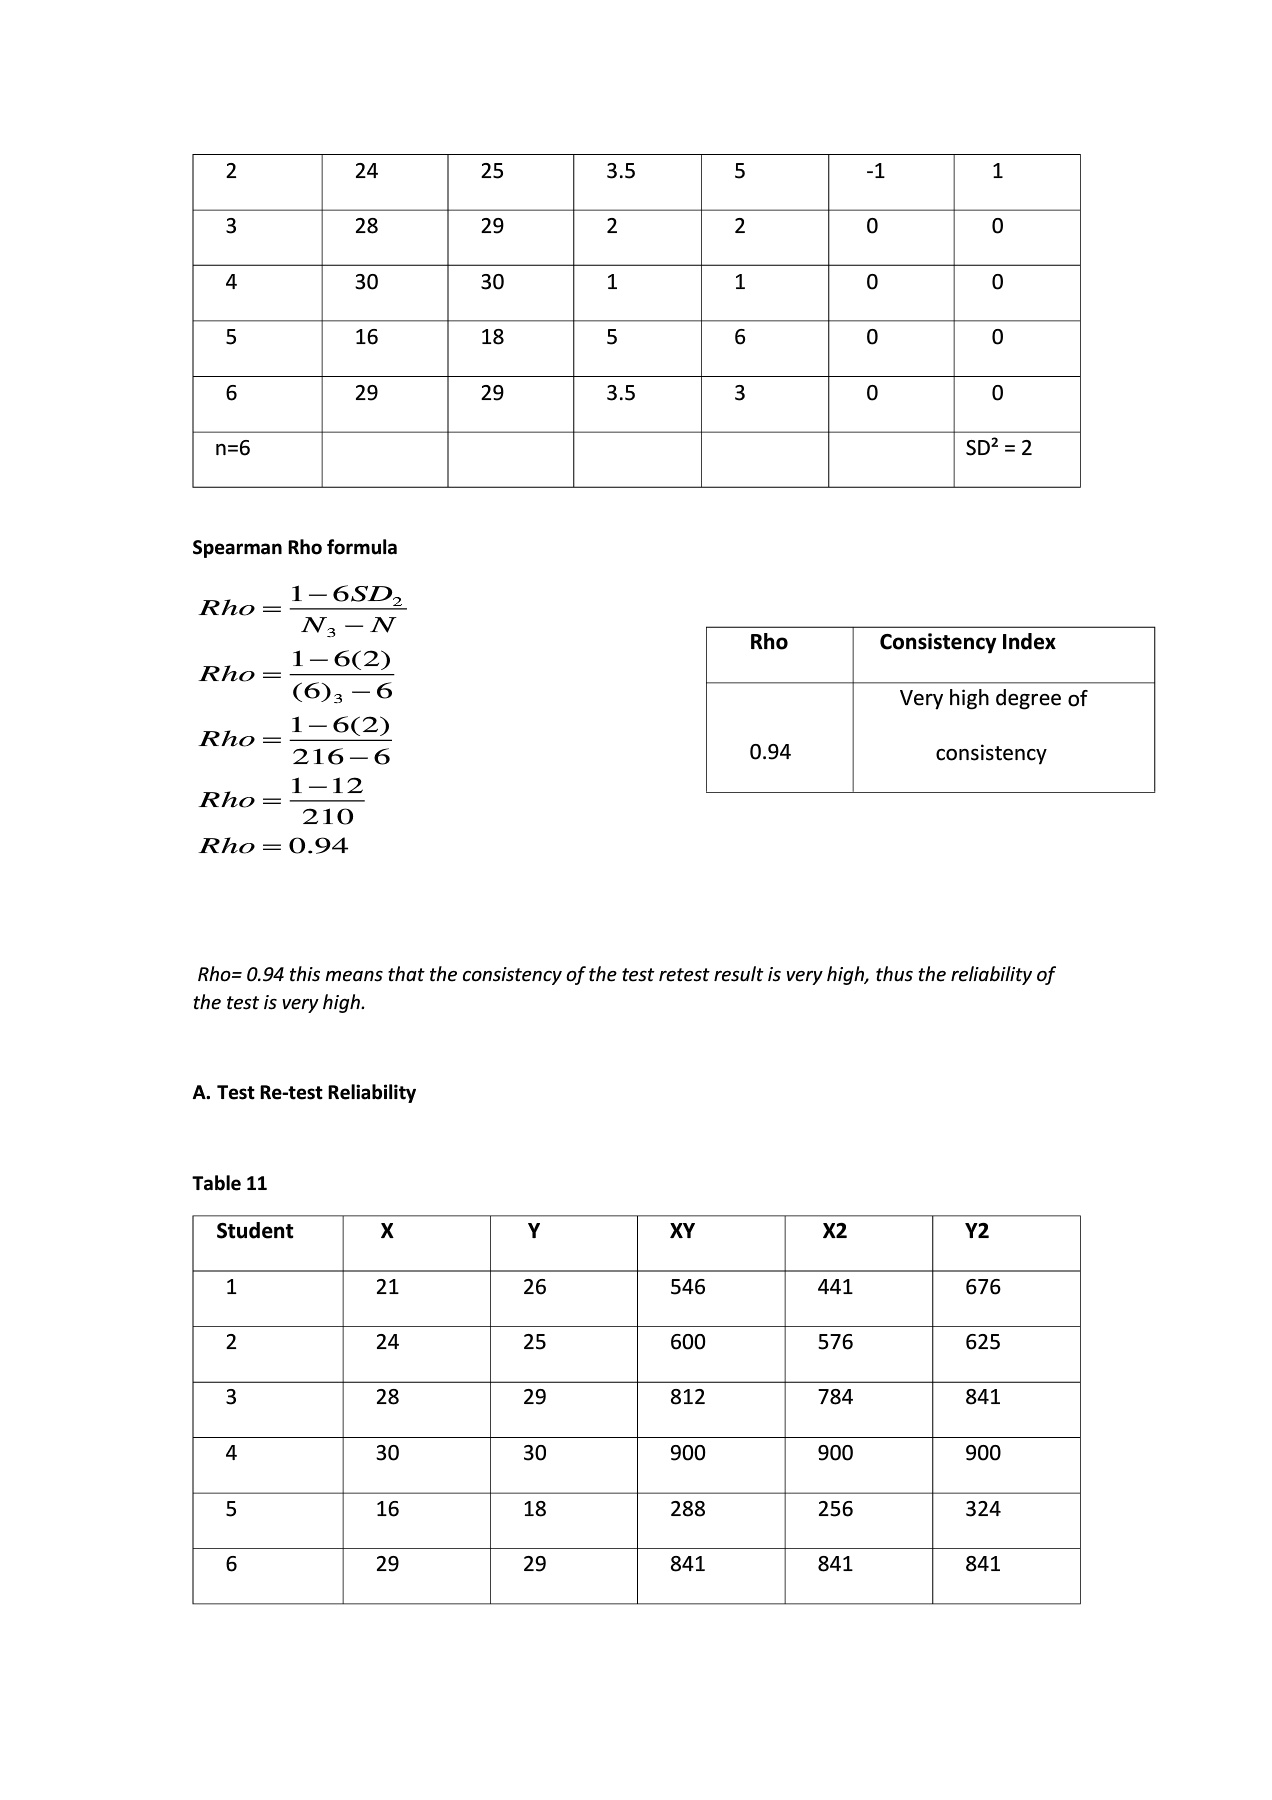 2 24 25 3.5 5 -1 1
3 28 29 2 2 0 0
4 30 30 1 1 0 0
5 16 18 5 6 0 0
6 29 29 3.5 3 0 0
n=6 SD² = 2
Spearman Rho formula
Rho = (1 − 6SD₂) / (N₃ − N)
Rho = (1 − 6(2)) / ((6)₃ − 6)
Rho = (1 − 6(2)) / (216 − 6)
Rho = (1 − 12) / 210
Rho = 0.94
Rho Consistency Index
Very high degree of
0.94 consistency
Rho= 0.94 this means that the consistency of the test retest result is very high, thus the reliability of
the test is very high.
A. Test Re-test Reliability
Table 11
Student X Y XY X2 Y2
1 21 26 546 441 676
2 24 25 600 576 625
3 28 29 812 784 841
4 30 30 900 900 900
5 16 18 288 256 324
6 29 29 841 841 841